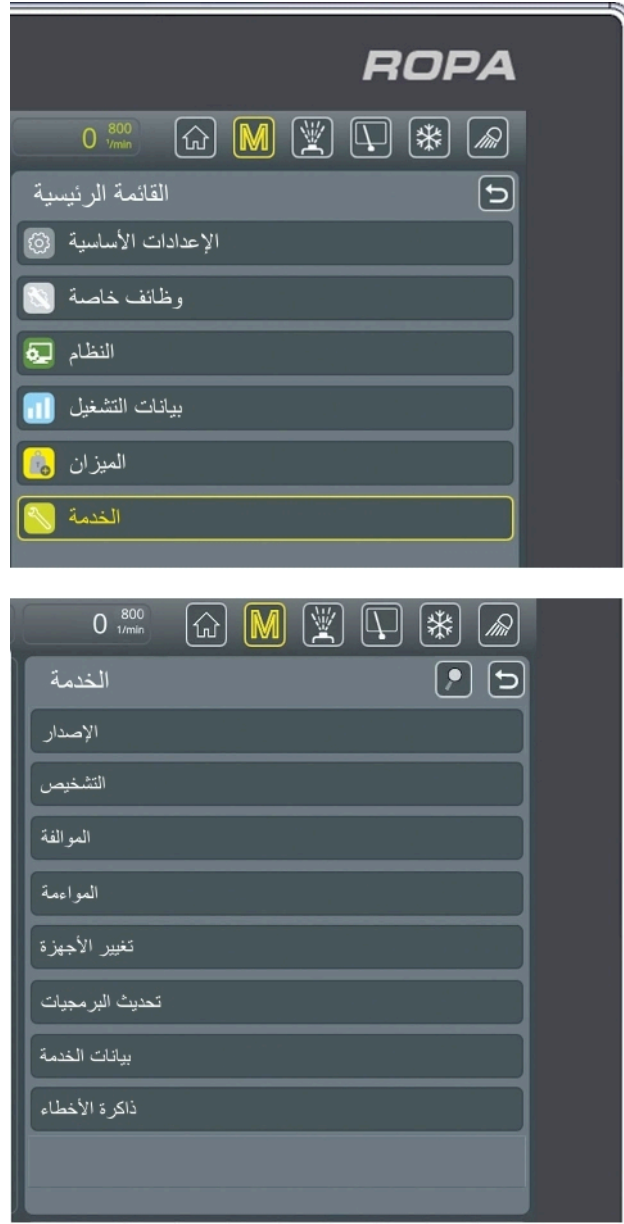 ROPA
0 800 1/min
M
القائمة الرئيسية
الإعدادات الأساسية
وظائف خاصة
النظام
بيانات التشغيل
الميزان
الخدمة
0 800 1/min
M
الخدمة
الإصدار
التشخيص
الموالفة
المواءمة
تغيير الأجهزة
تحديث البرمجيات
بيانات الخدمة
ذاكرة الأخطاء